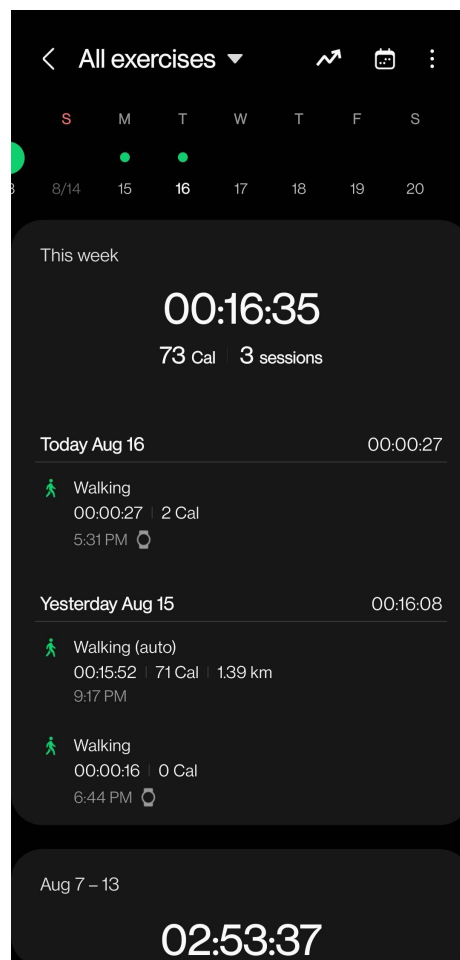 All exercises
S M T W T F S
8/14 15 16 17 18 19 20
This week
00:16:35
73 Cal 3 sessions
Today Aug 16 00:00:27
Walking
00:00:27 2 Cal
5:31 PM
Yesterday Aug 15 00:16:08
Walking (auto)
00:15:52 71 Cal 1.39 km
9:17 PM
Walking
00:00:16 0 Cal
6:44 PM
Aug 7 – 13
02:53:37